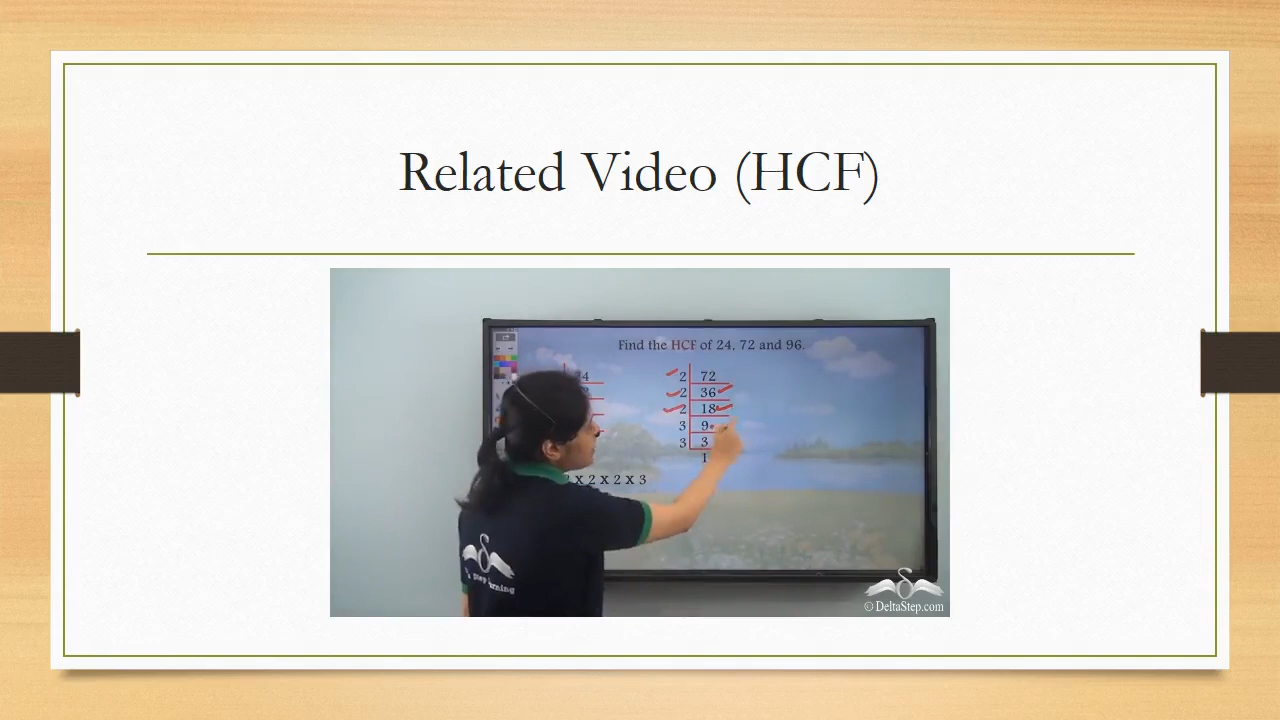 Related Video (HCF)
Find the HCF of 24, 72 and 96.
2 72
2 36
2 18
3 9
3 3
1
x 2 x 2 x 3
© DeltaStep.com